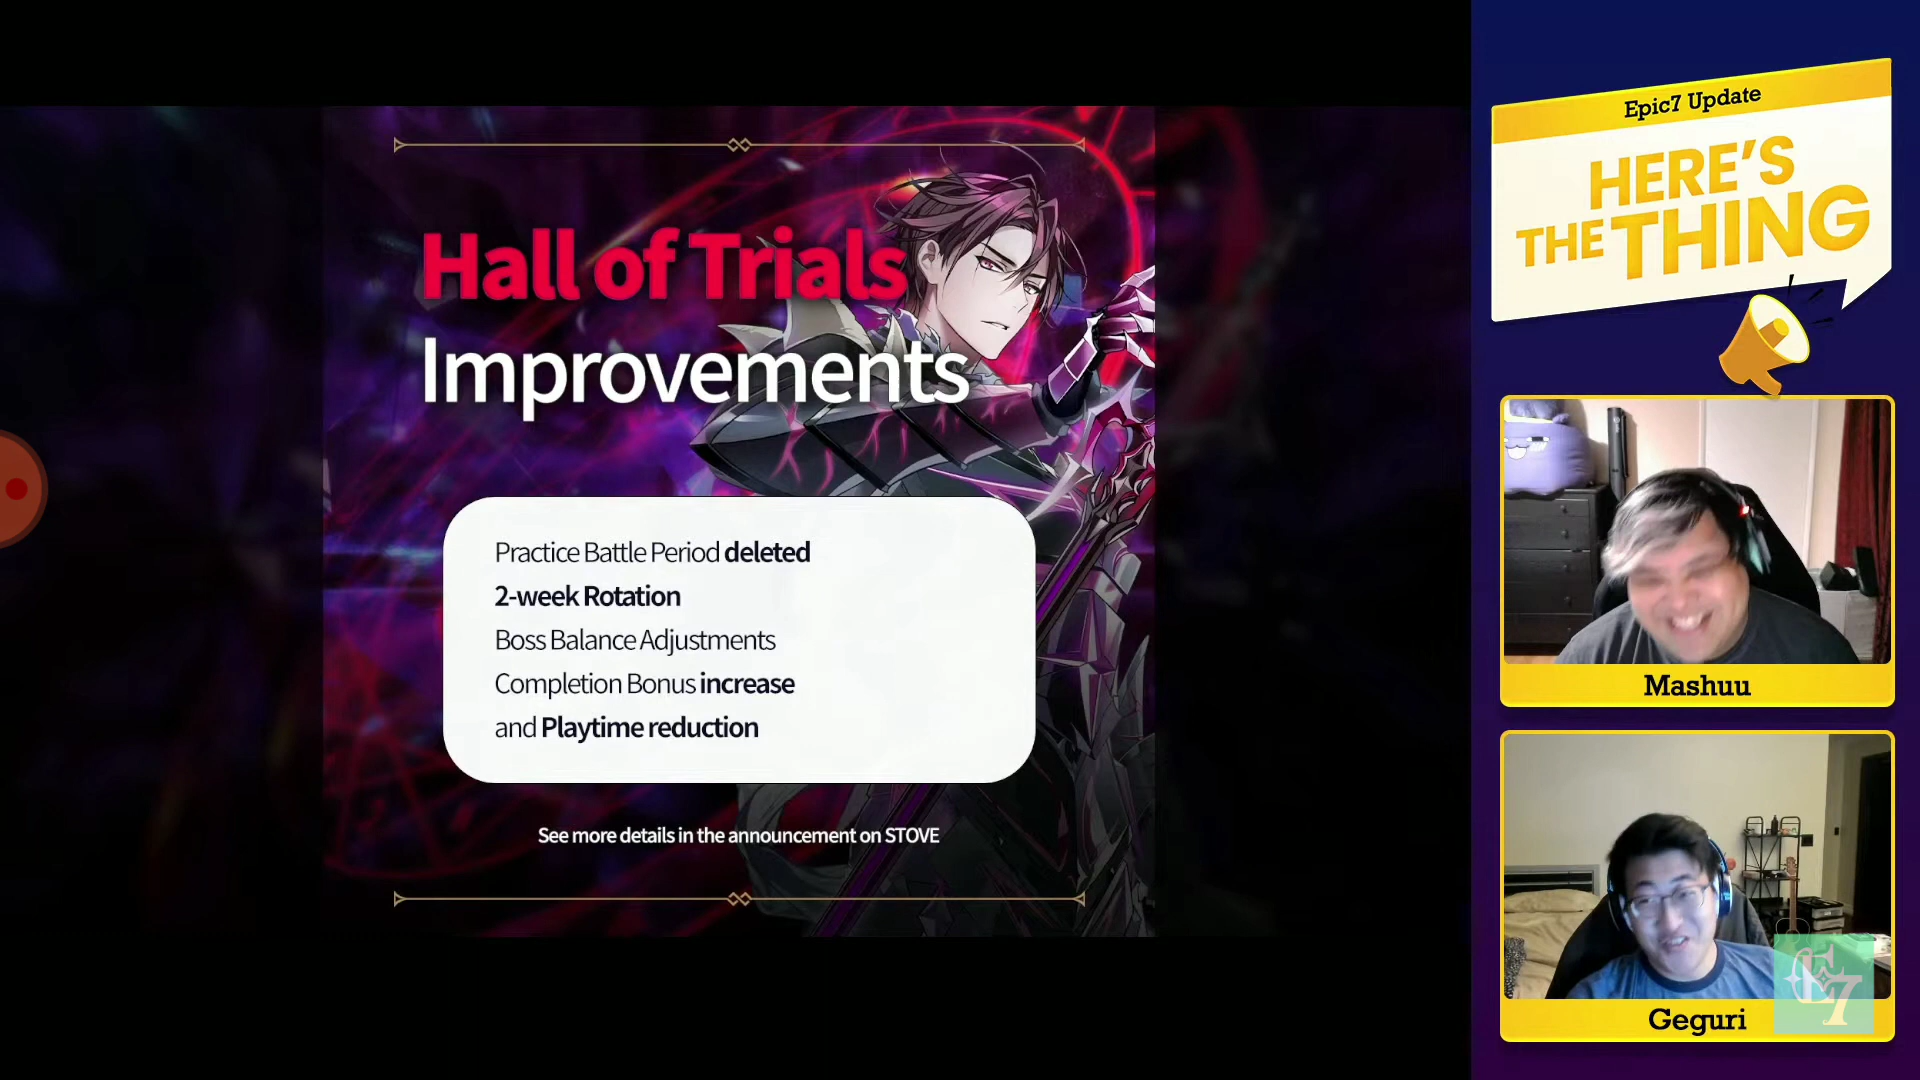 Hall of Trials
Improvements
Practice Battle Period deleted
2-week Rotation
Boss Balance Adjustments
Completion Bonus increase
and Playtime reduction
See more details in the announcement on STOVE
Epic7 Update
HERE'S
THE THING
Mashuu
E7
Geguri